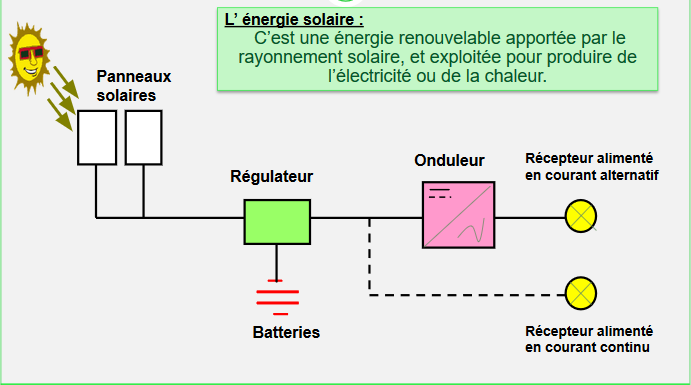 L’ énergie solaire :
C’est une énergie renouvelable apportée par le
rayonnement solaire, et exploitée pour produire de
l’électricité ou de la chaleur.
Panneaux
solaires
Régulateur
Onduleur
Récepteur alimenté
en courant alternatif
Batteries
Récepteur alimenté
en courant continu